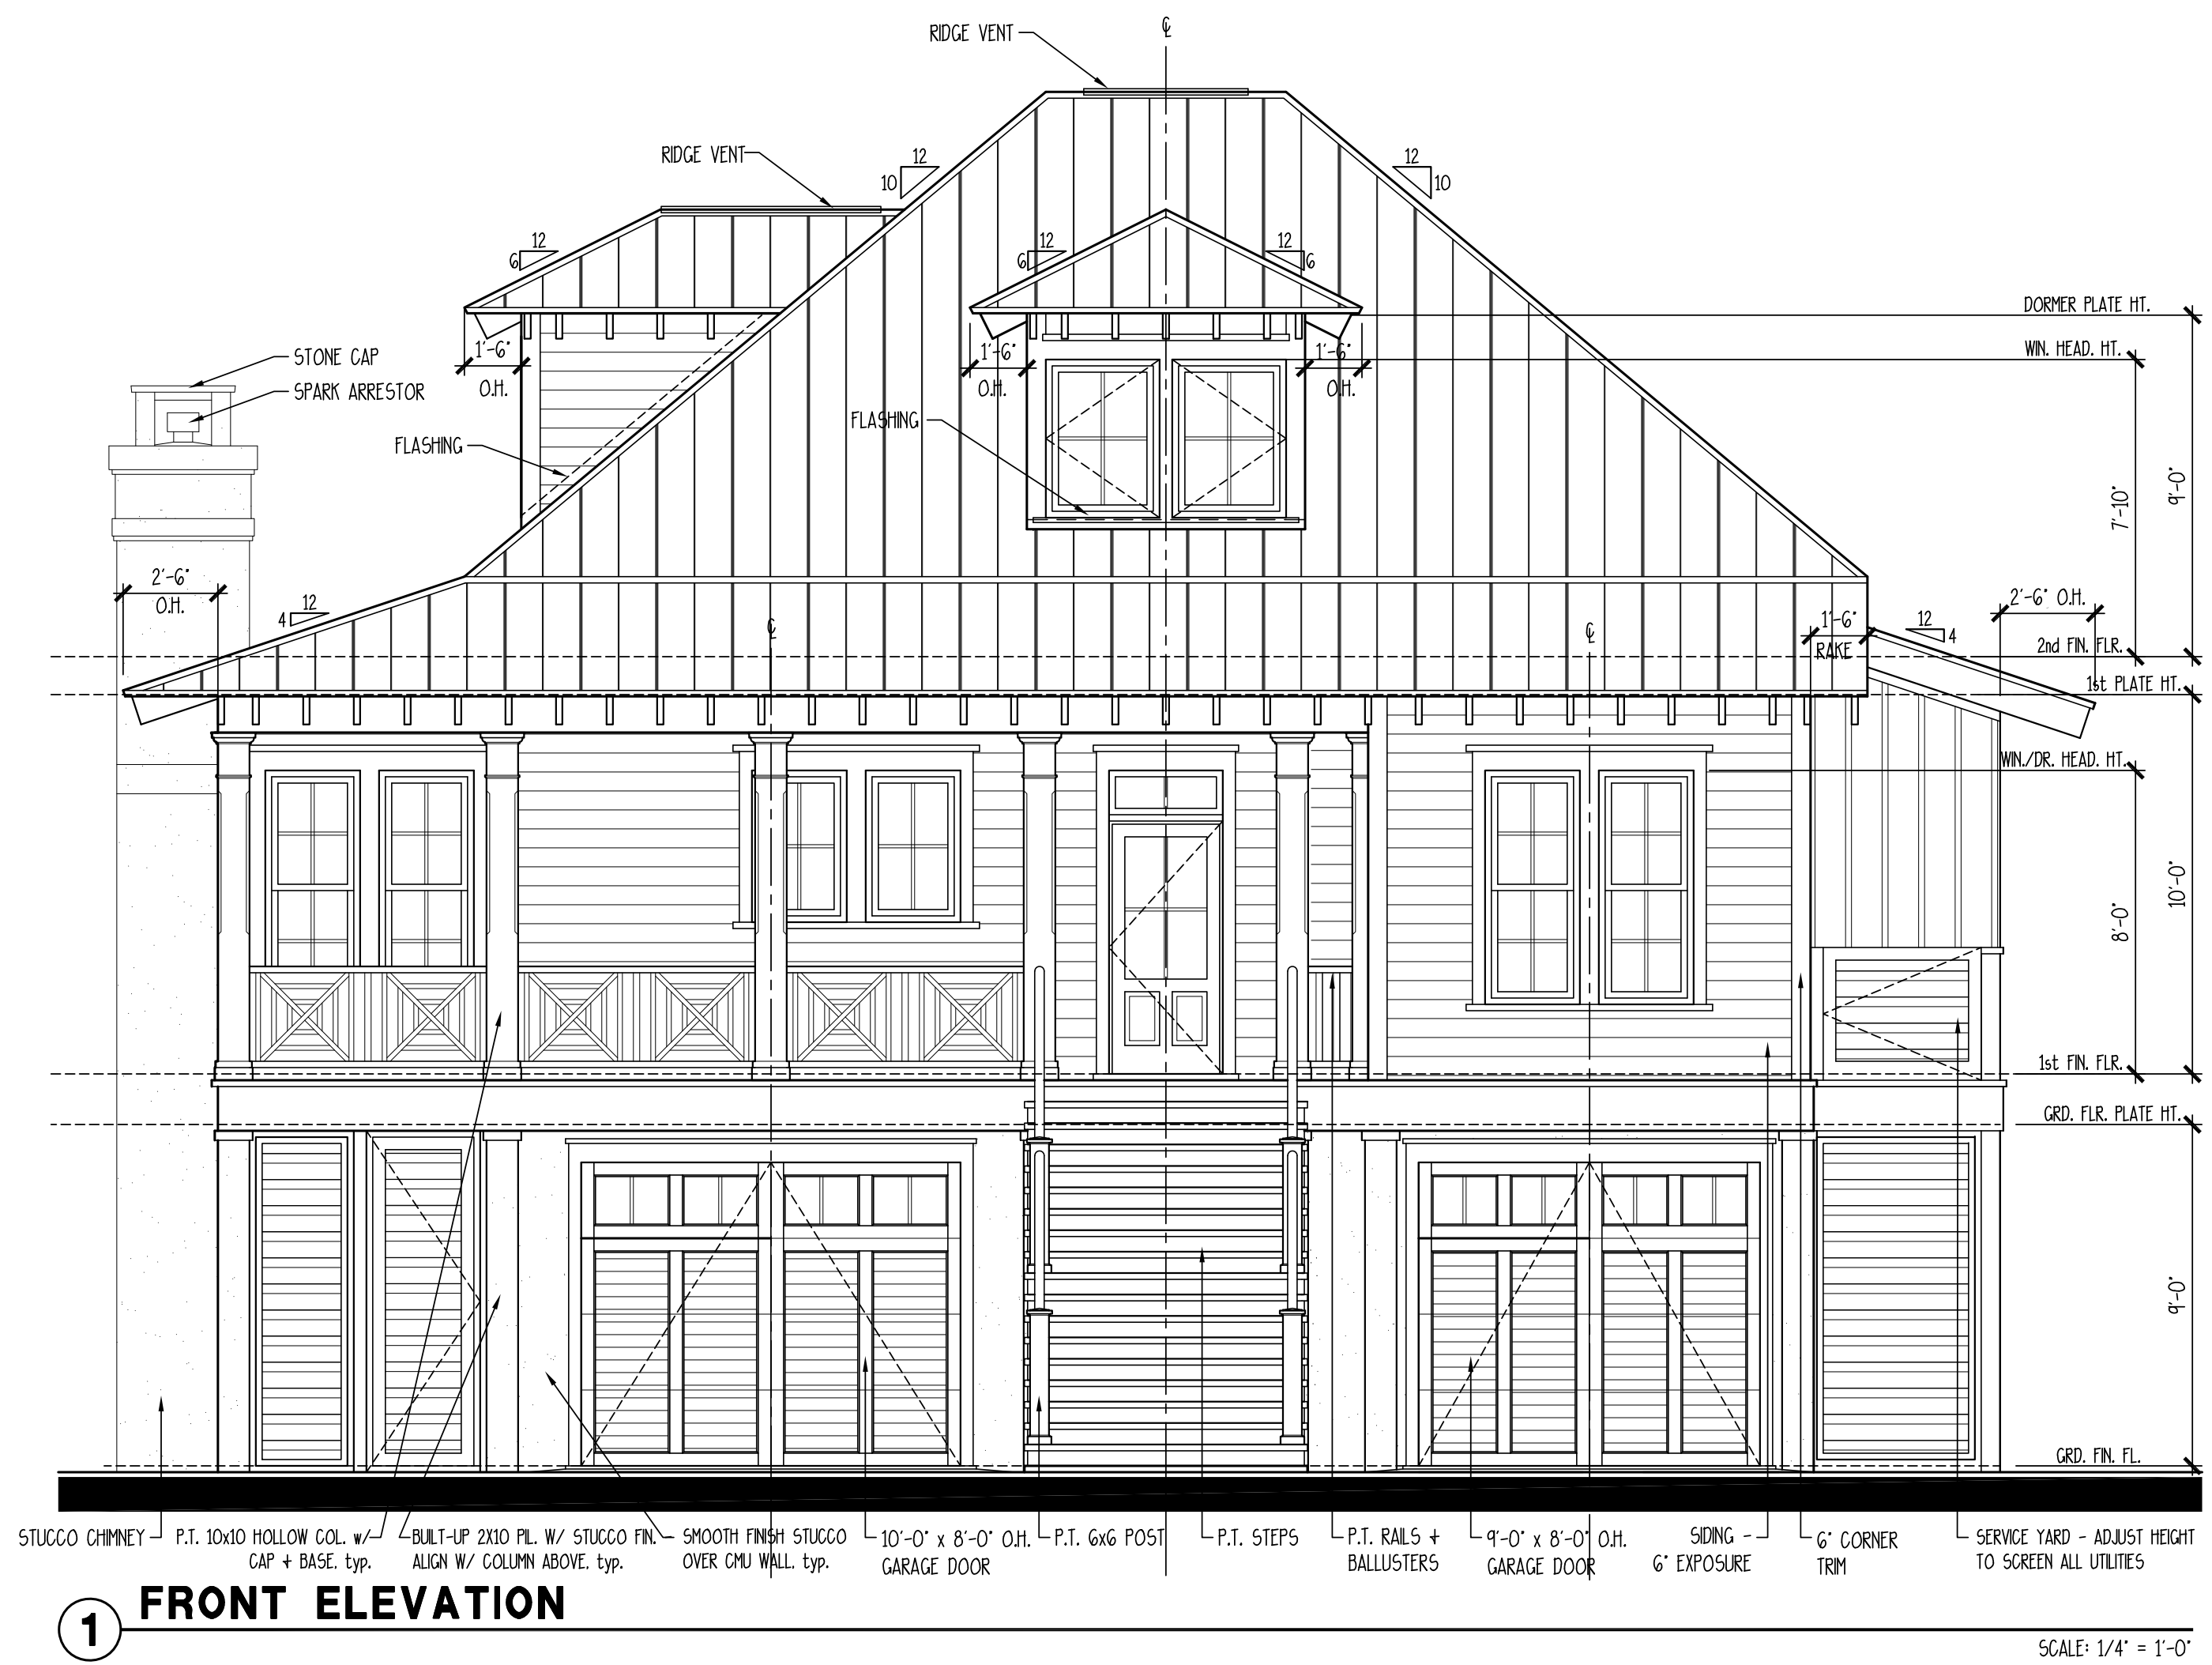 ℄
RIDGE VENT
RIDGE VENT
12
10
12
10
12
6
12
6
12
6
DORMER PLATE HT.
WIN. HEAD. HT.
STONE CAP
SPARK ARRESTOR
1'-6"
O.H.
1'-6"
O.H.
1'-6"
O.H.
FLASHING
FLASHING
7'-10"
9'-0"
2'-6"
O.H.
12
4
℄
℄
1'-6"
RAKE
12
4
2'-6" O.H.
2nd FIN. FLR.
1st PLATE HT.
WIN./DR. HEAD. HT.
8'-0"
10'-0"
1st FIN. FLR.
GRD. FLR. PLATE HT.
9'-0"
GRD. FIN. FL.
STUCCO CHIMNEY
P.T. 10x10 HOLLOW COL. w/
CAP & BASE. typ.
BUILT-UP 2X10 PIL. W/ STUCCO FIN.
ALIGN W/ COLUMN ABOVE. typ.
SMOOTH FINISH STUCCO
OVER CMU WALL. typ.
10'-0" x 8'-0" O.H.
GARAGE DOOR
P.T. 6x6 POST
P.T. STEPS
P.T. RAILS &
BALLUSTERS
9'-0" x 8'-0" O.H.
GARAGE DOOR
SIDING -
6" EXPOSURE
6" CORNER
TRIM
SERVICE YARD - ADJUST HEIGHT
TO SCREEN ALL UTILITIES
1 FRONT ELEVATION
SCALE: 1/4" = 1'-0"